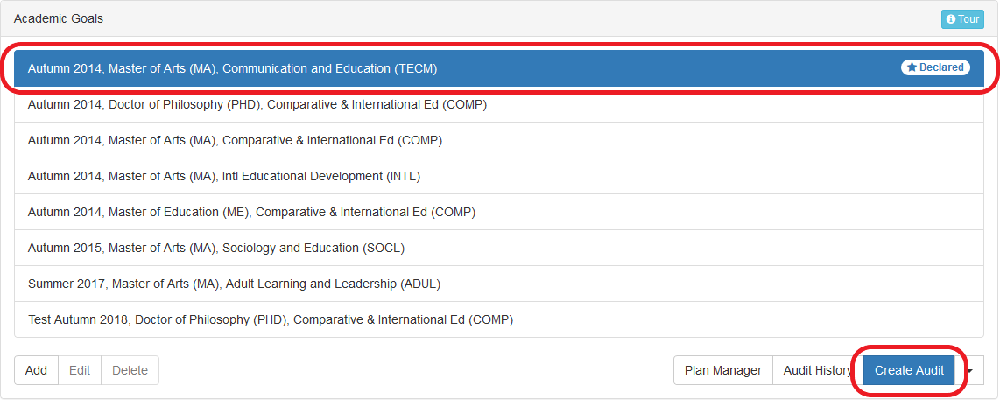 Academic Goals
Tour
Autumn 2014, Master of Arts (MA), Communication and Education (TECM)
Declared
Autumn 2014, Doctor of Philosophy (PHD), Comparative & International Ed (COMP)
Autumn 2014, Master of Arts (MA), Comparative & International Ed (COMP)
Autumn 2014, Master of Arts (MA), Intl Educational Development (INTL)
Autumn 2014, Master of Education (ME), Comparative & International Ed (COMP)
Autumn 2015, Master of Arts (MA), Sociology and Education (SOCL)
Summer 2017, Master of Arts (MA), Adult Learning and Leadership (ADUL)
Test Autumn 2018, Doctor of Philosophy (PHD), Comparative & International Ed (COMP)
Add
Edit
Delete
Plan Manager
Audit History
Create Audit